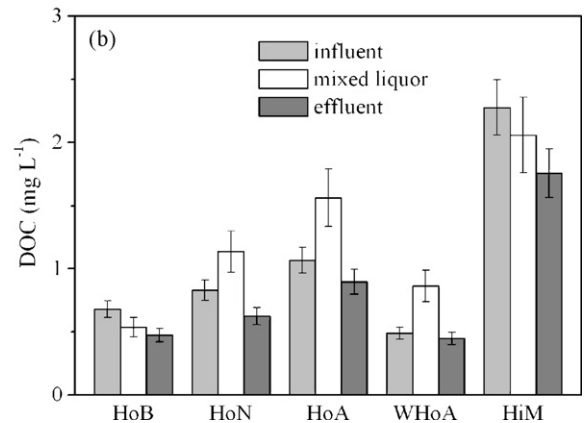 (b)
influent
mixed liquor
effluent
DOC (mg L⁻¹)
3
2
1
0
HoB HoN HoA WHoA HiM